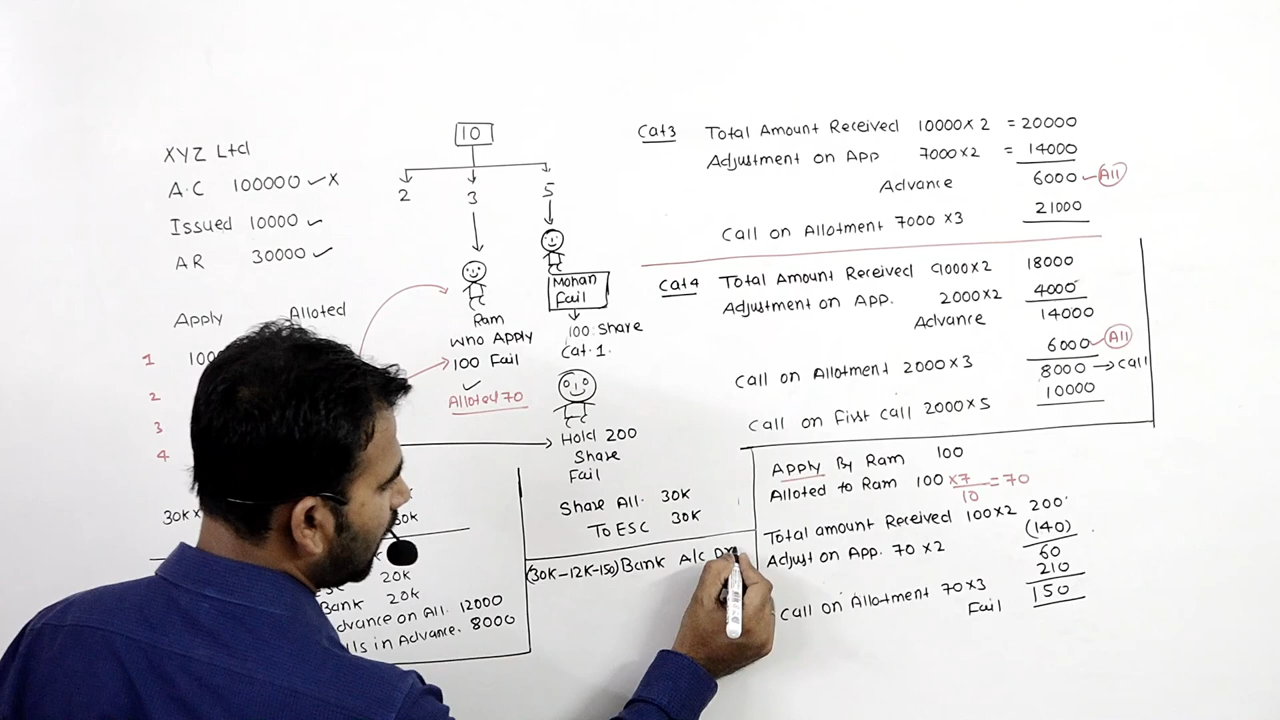 XYZ Ltd
A.C 100000 ✓ X
Issued 10000 ✓
AR 30000 ✓
Apply Alloted
1 100
2
3
4
30K×
30K
20K
Bank 20K
dvance on All. 12000
lls in Advance. 8000
10
2 3 5
Ram
who Apply
100 Fail
✓
Alloted 70
Mohan
Fail
100 Share
Cat.1.
Hold 200
Share
Fail
Share All. 30K
To ESC 30K
(30K-12K-150) Bank A/c Dr
Cat3 Total Amount Received 10000×2 = 20000
Adjustment on App 7000×2 = 14000
Advance 6000 All
Call on Allotment 7000×3 21000
Cat4 Total Amount Received 9000×2 18000
Adjustment on App. 2000×2 4000
Advance 14000
6000 All
Call on Allotment 2000×3 8000 → call
10000
Call on First call 2000×5
Apply By Ram 100
Alloted to Ram 100 ×7/10 = 70
Total amount Received 100×2 200
Adjust on App. 70×2 (140)
60
210
Call on Allotment 70×3
Fail 150